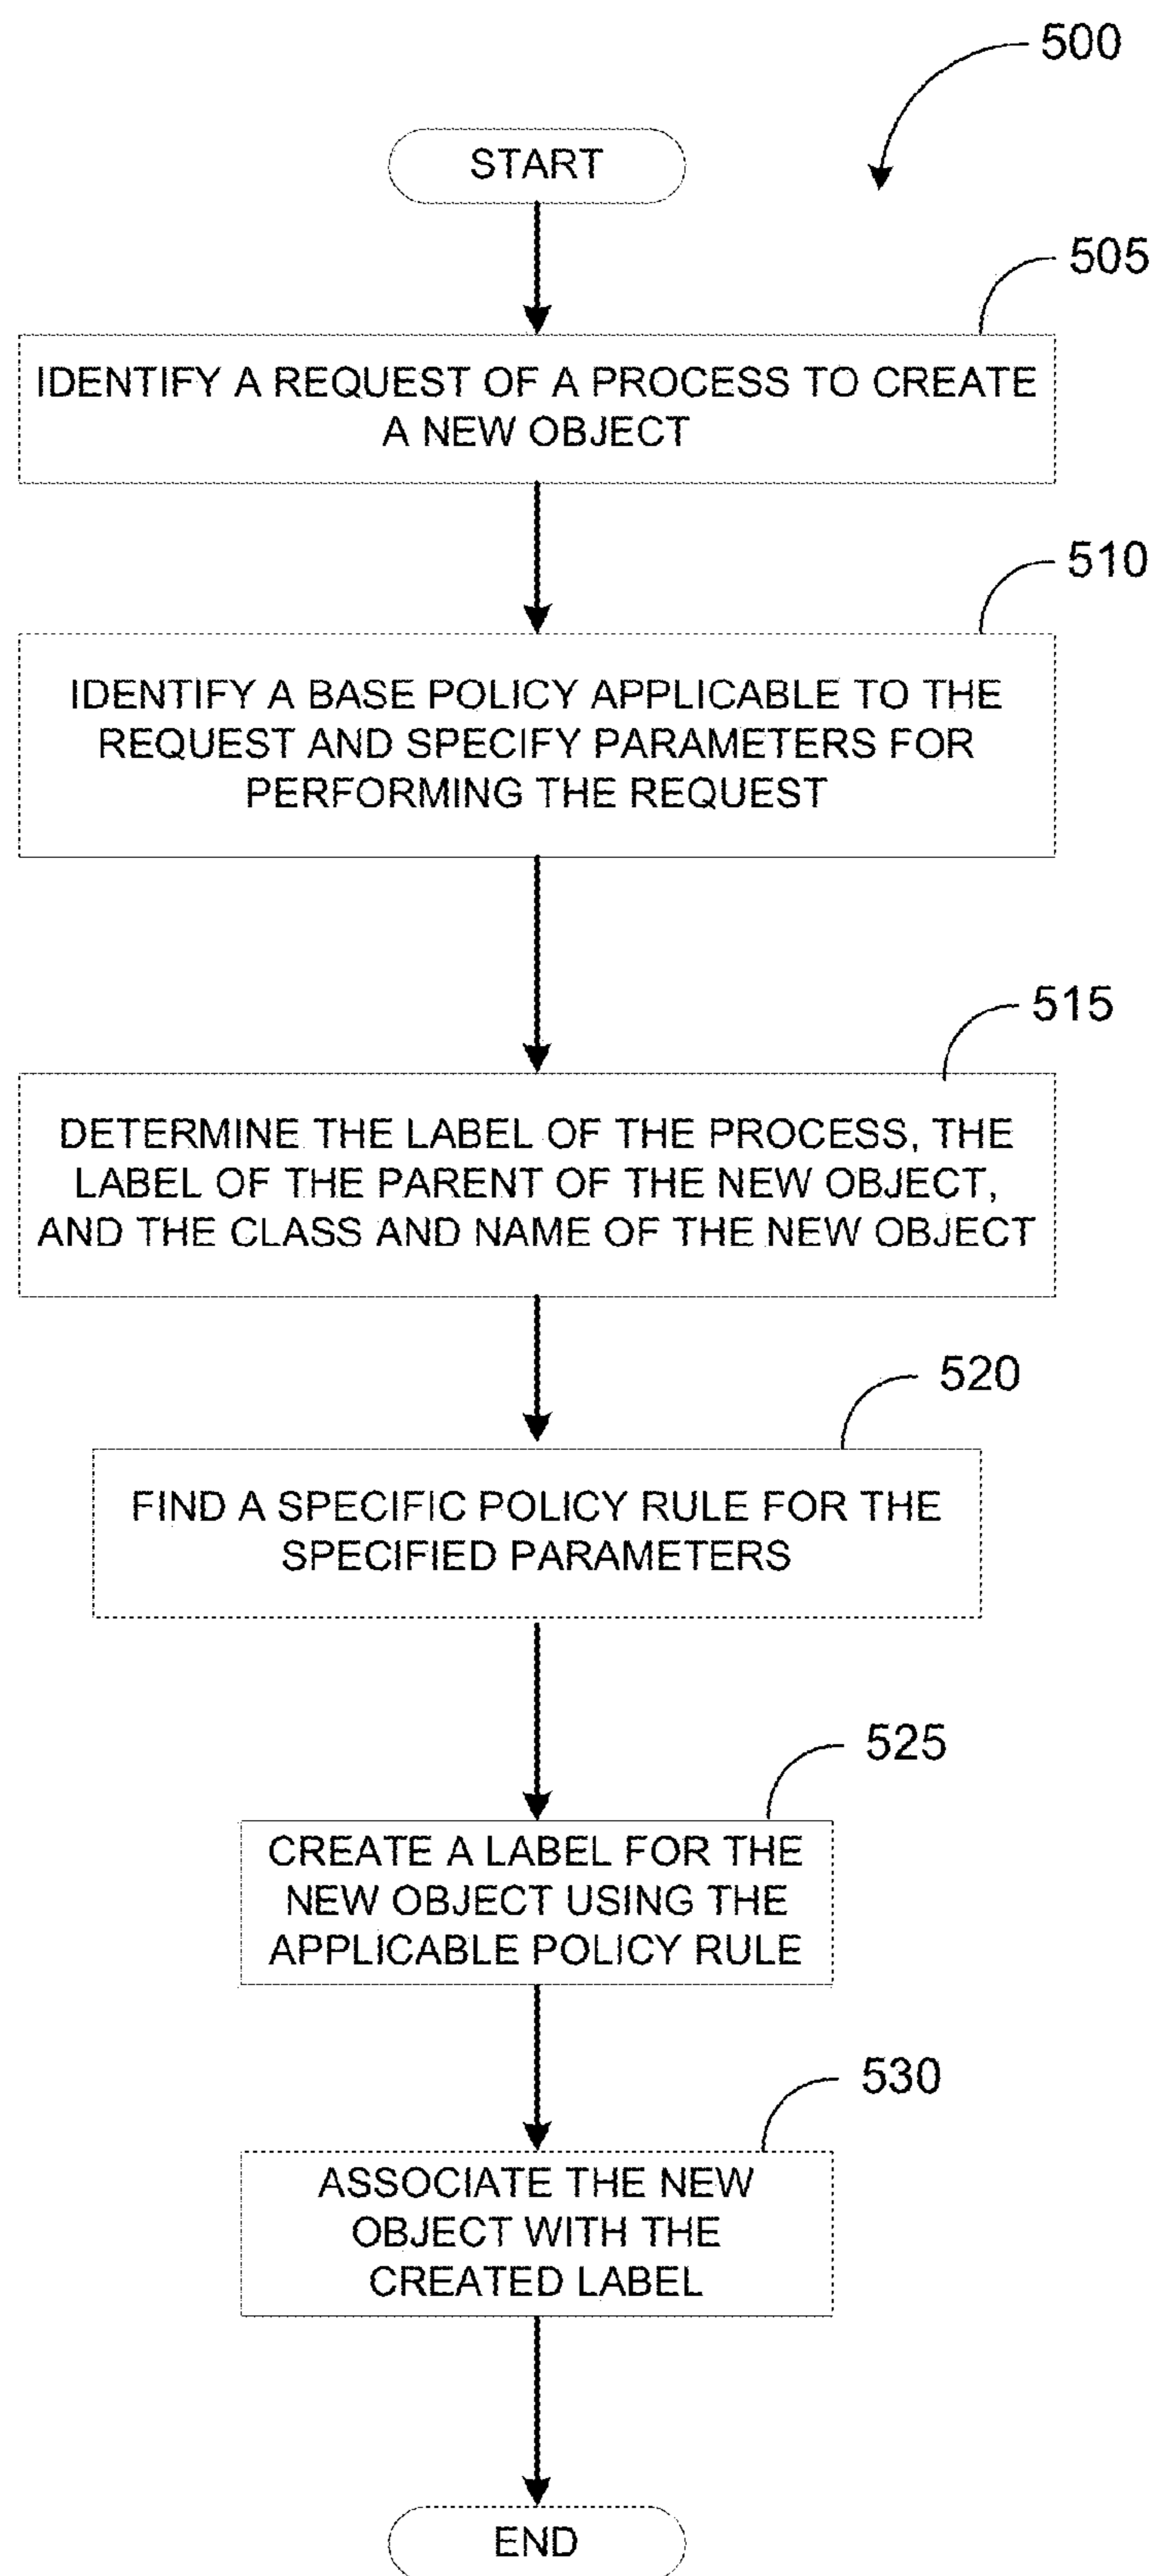 500
START
505
IDENTIFY A REQUEST OF A PROCESS TO CREATE
A NEW OBJECT
510
IDENTIFY A BASE POLICY APPLICABLE TO THE
REQUEST AND SPECIFY PARAMETERS FOR
PERFORMING THE REQUEST
515
DETERMINE THE LABEL OF THE PROCESS, THE
LABEL OF THE PARENT OF THE NEW OBJECT,
AND THE CLASS AND NAME OF THE NEW OBJECT
520
FIND A SPECIFIC POLICY RULE FOR THE
SPECIFIED PARAMETERS
525
CREATE A LABEL FOR THE
NEW OBJECT USING THE
APPLICABLE POLICY RULE
530
ASSOCIATE THE NEW
OBJECT WITH THE
CREATED LABEL
END